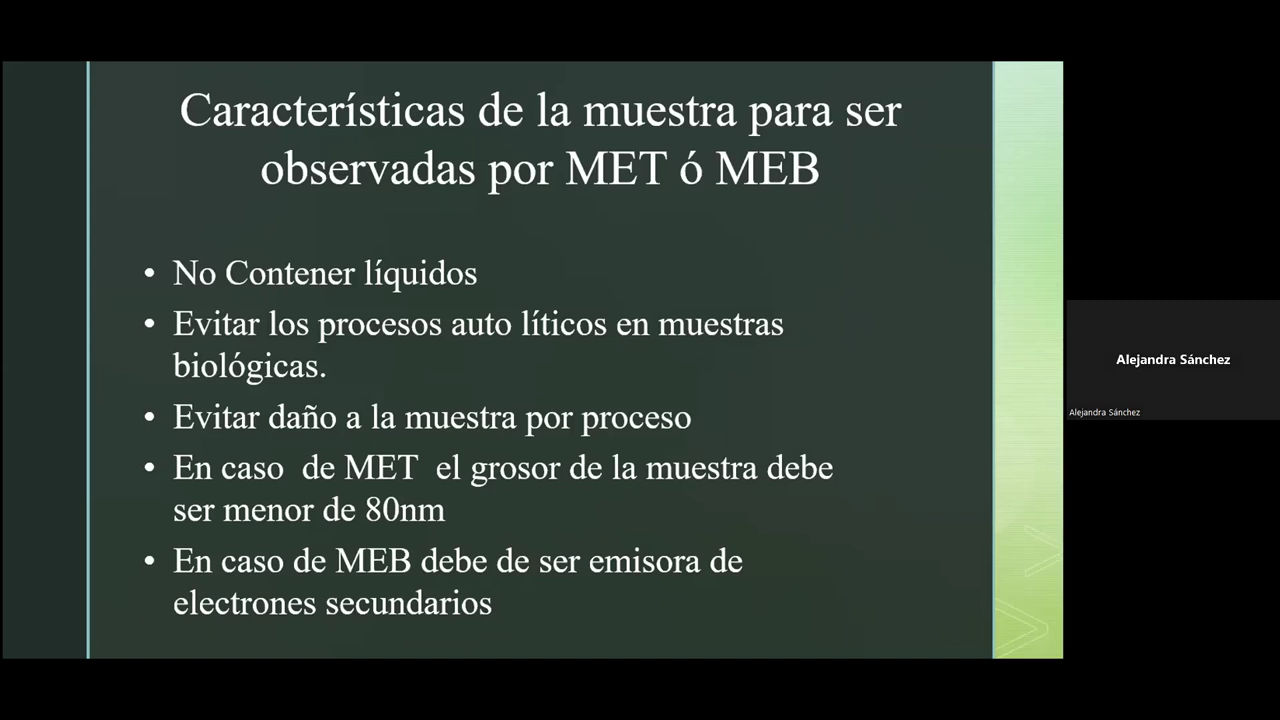 Características de la muestra para ser
observadas por MET ó MEB
• No Contener líquidos
• Evitar los procesos auto líticos en muestras
biológicas.
• Evitar daño a la muestra por proceso
• En caso  de MET  el grosor de la muestra debe
ser menor de 80nm
• En caso de MEB debe de ser emisora de
electrones secundarios
Alejandra Sánchez
Alejandra Sánchez